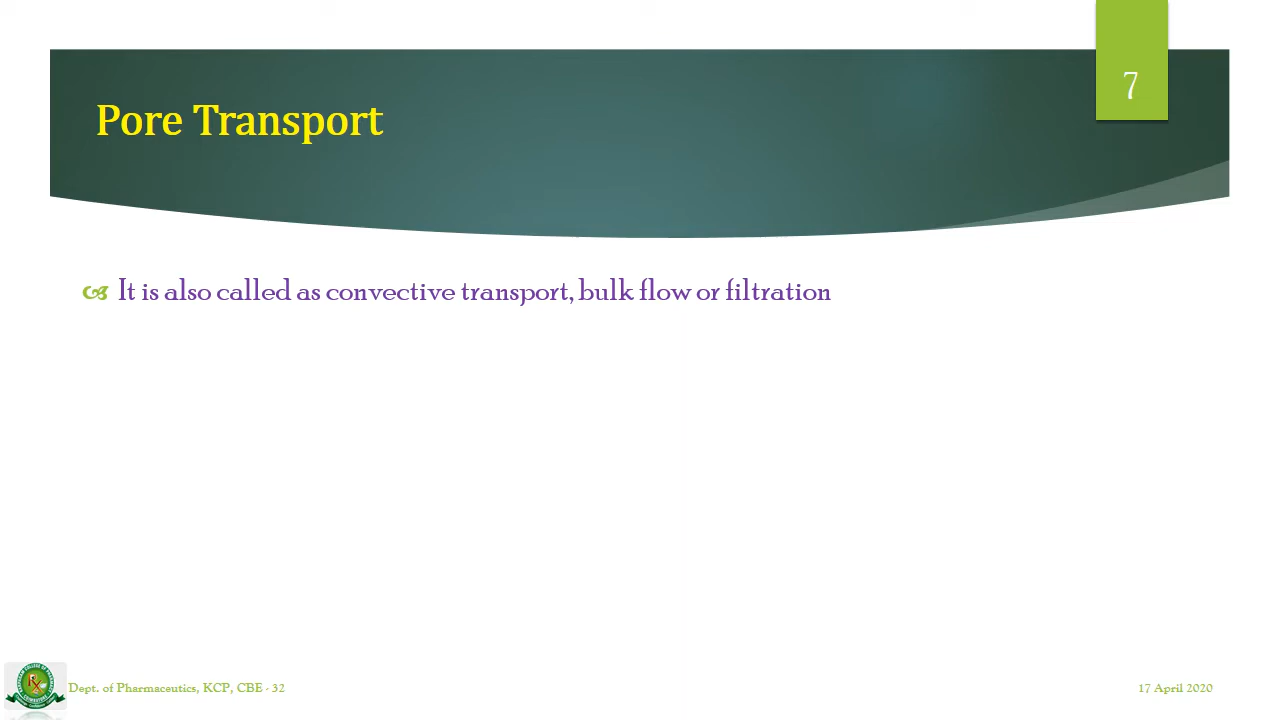 7
Pore Transport
It is also called as convective transport, bulk flow or filtration
Dept. of Pharmaceutics, KCP, CBE - 32
17 April 2020